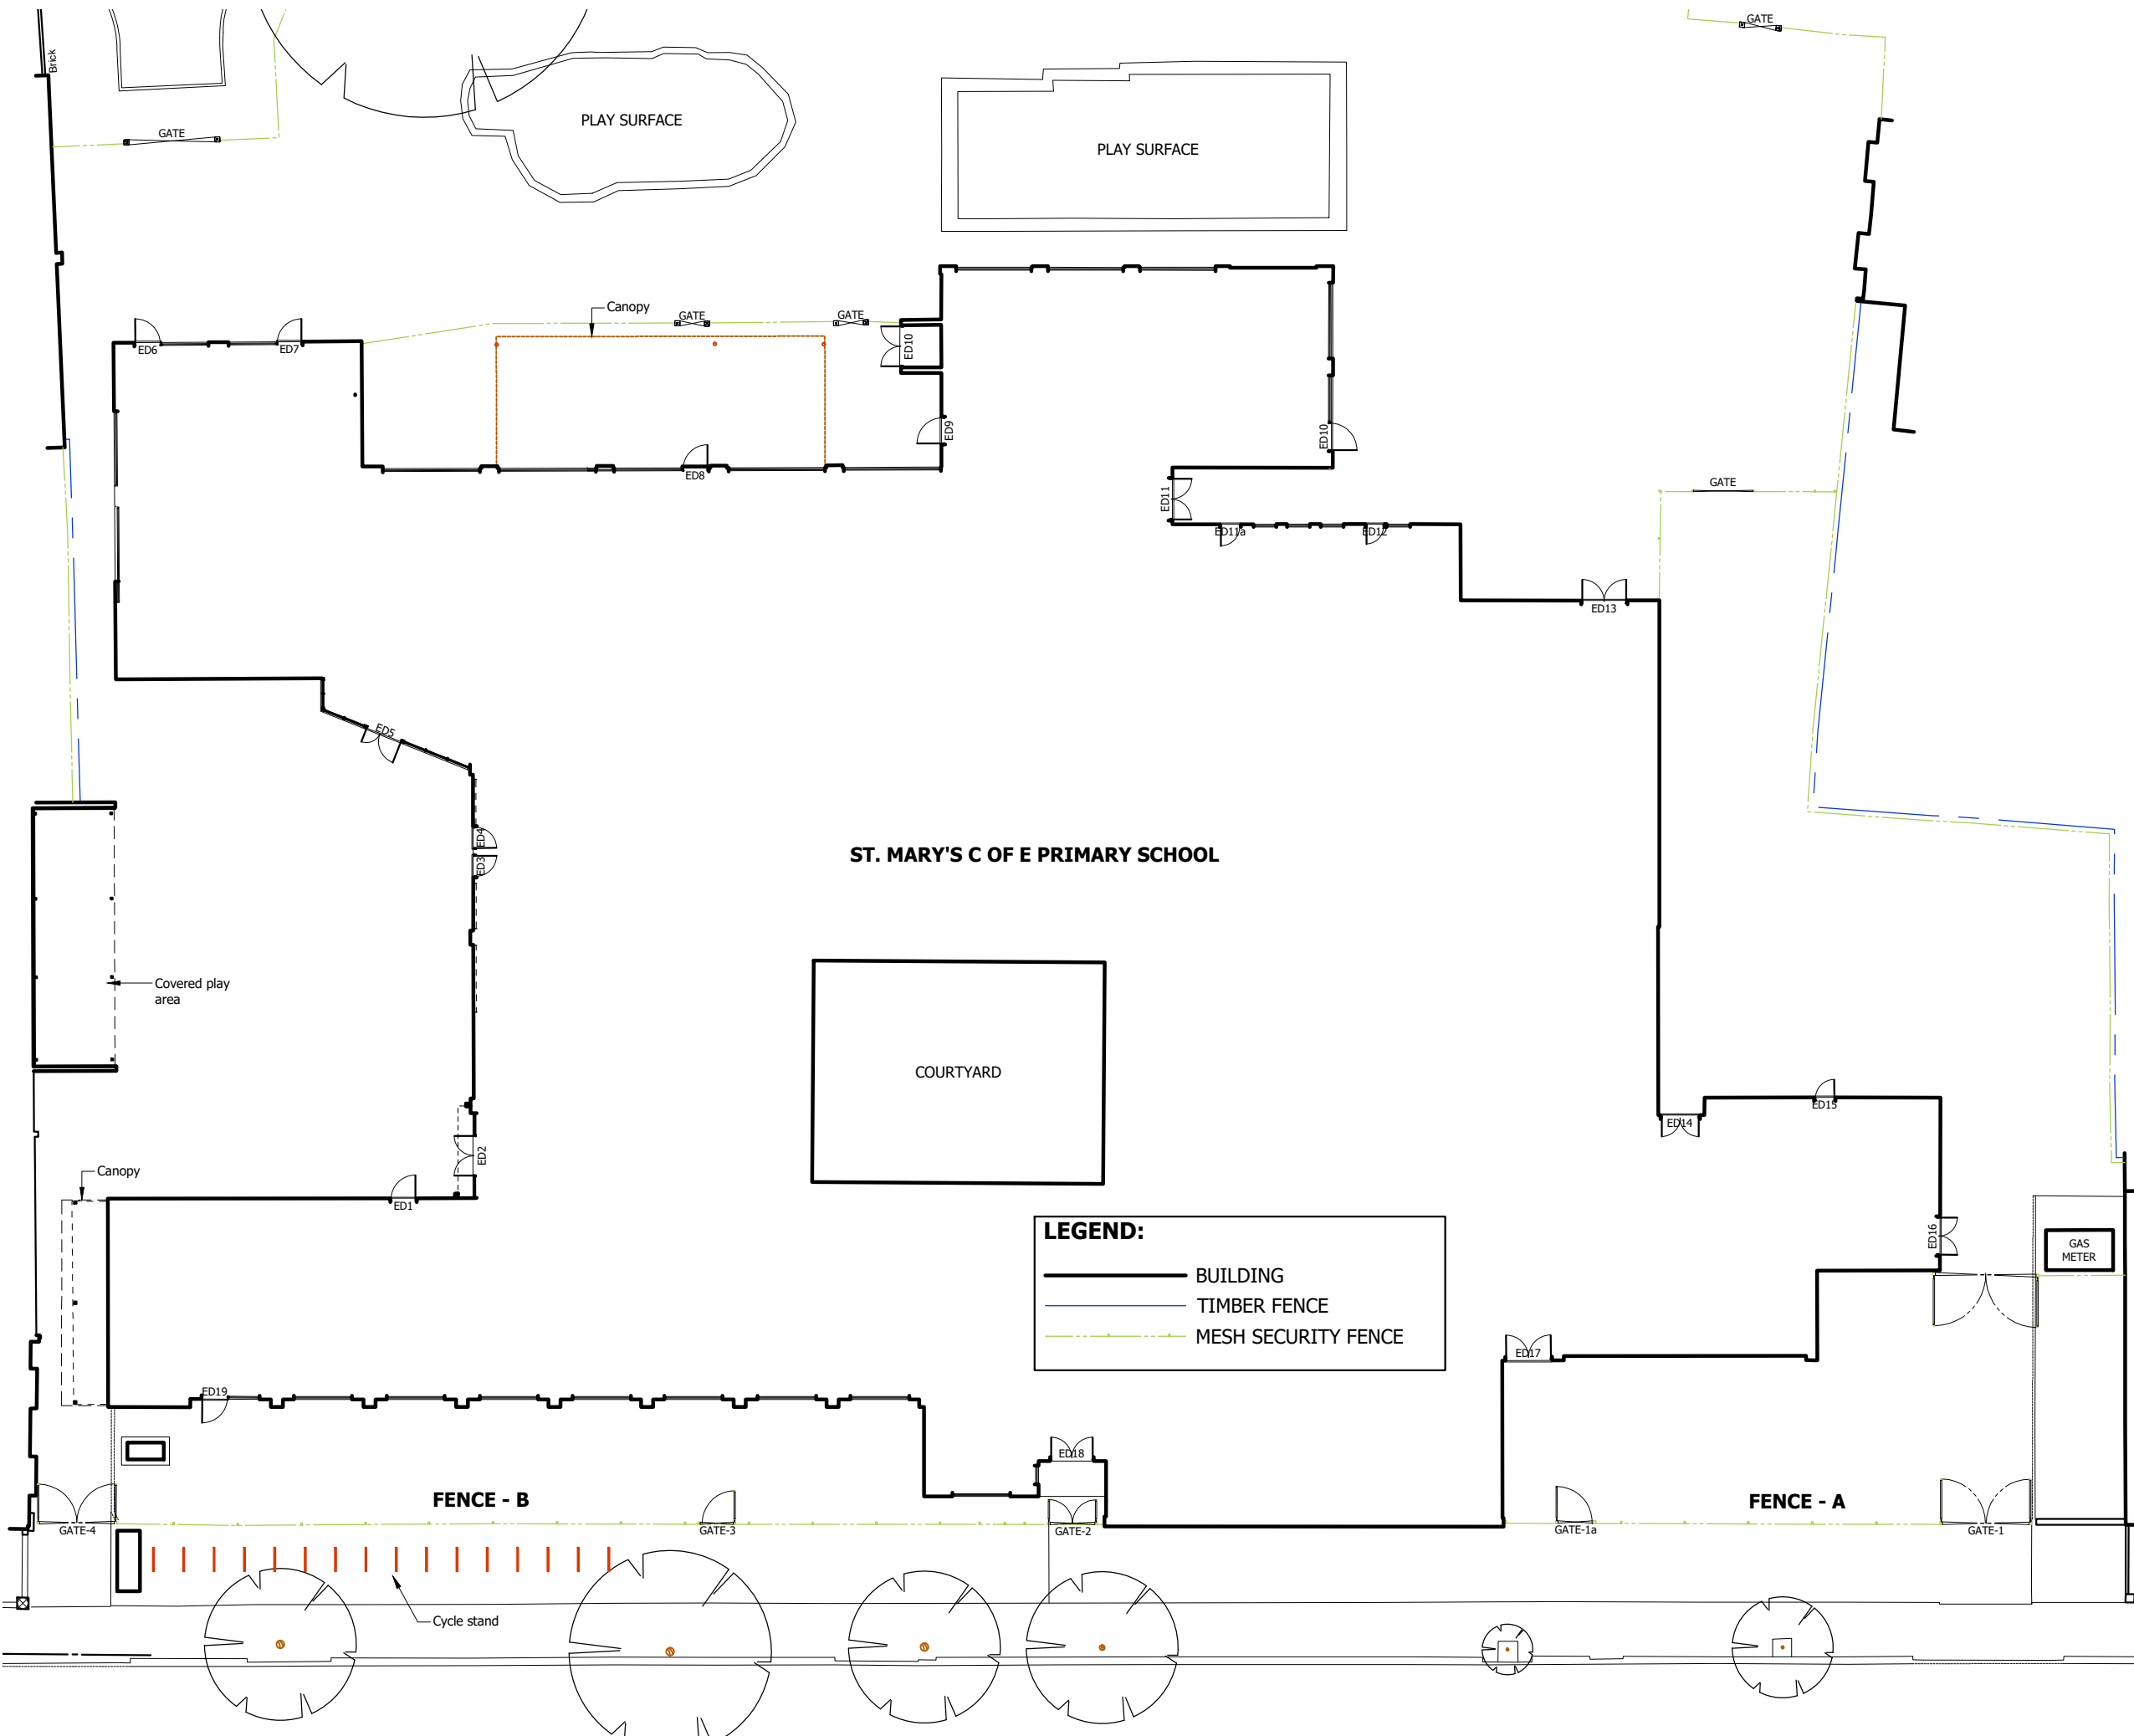 GATE
Brick
PLAY SURFACE
GATE
PLAY SURFACE
Canopy
GATE
GATE
ED6
ED7
ED10
ED9
ED10
ED8
GATE
ED11
ED11a
ED12
ED13
ED5
ED4
ED3
ST. MARY'S C OF E PRIMARY SCHOOL
Covered play
area
COURTYARD
ED15
ED14
ED2
Canopy
ED1
LEGEND:
BUILDING
TIMBER FENCE
MESH SECURITY FENCE
ED16
GAS
METER
ED17
ED19
ED18
FENCE - B
FENCE - A
GATE-4
GATE-3
GATE-2
GATE-1a
GATE-1
Cycle stand